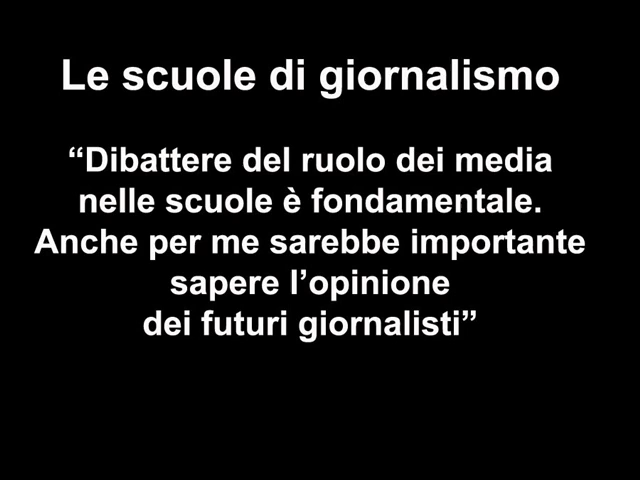 Le scuole di giornalismo
“Dibattere del ruolo dei media
nelle scuole è fondamentale.
Anche per me sarebbe importante
sapere l’opinione
dei futuri giornalisti”